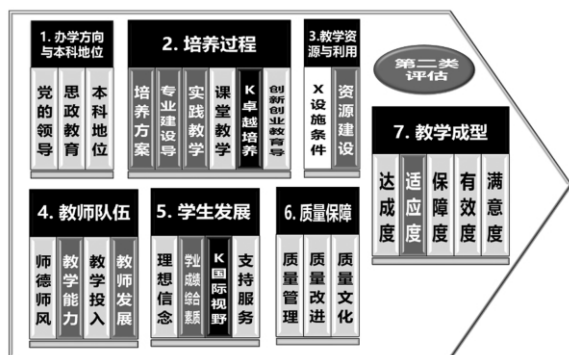 1. 办学方向
与本科地位
党的领导
思政教育
本科地位
2. 培养过程
培养方案
专业建设导
实践教学
课堂教学
K卓越培养
创新创业教育导
3.教学资
源与利用
X设施条件
资源建设
第二类
评估
7. 教学成型
达成度
适应度
保障度
有效度
满意度
4. 教师队伍
师德师风
教学能力
教学投入
教师发展
5. 学生发展
理想信念
学业
成绩
综合
素质
K国际视野
支持服务
6. 质量保障
质量管理
质量改进
质量文化